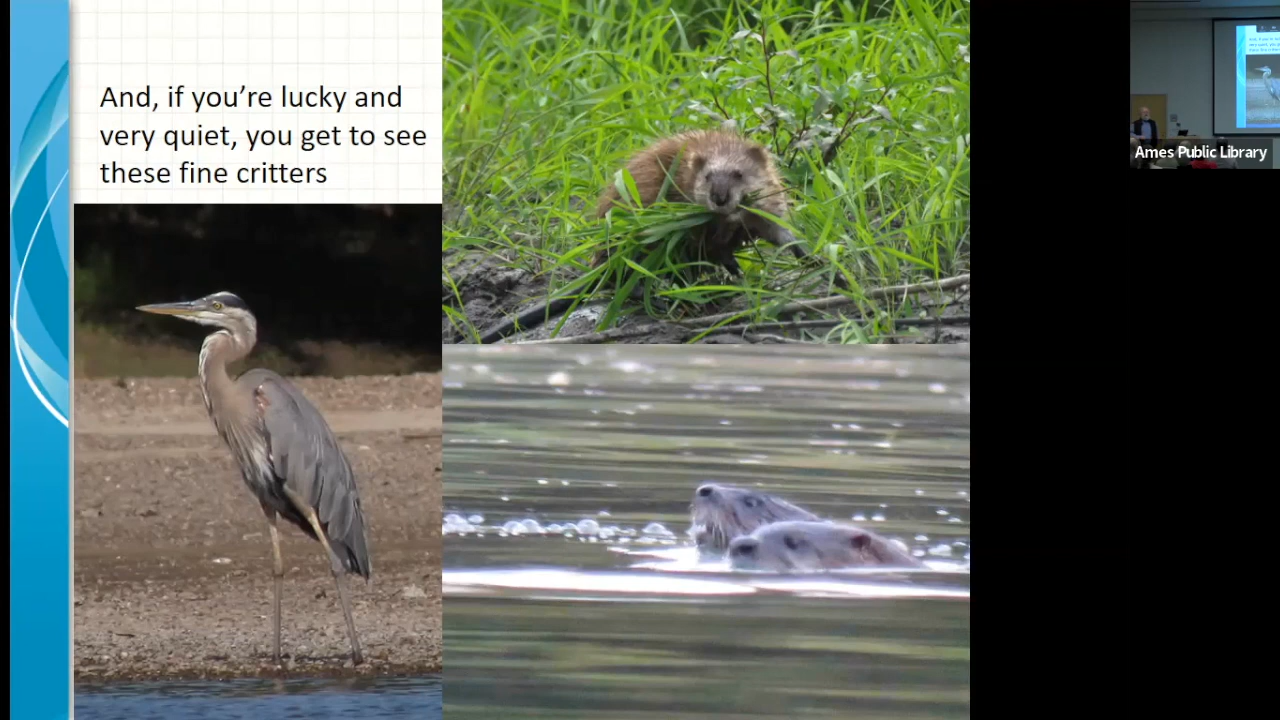 And, if you’re lucky and
very quiet, you get to see
these fine critters
Ames Public Library